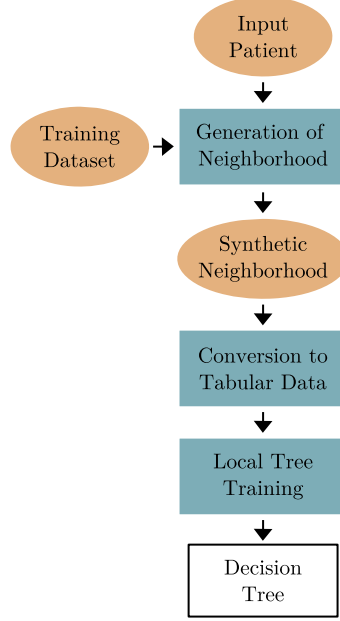 Input
Patient
Training
Dataset
Generation of
Neighborhood
Synthetic
Neighborhood
Conversion to
Tabular Data
Local Tree
Training
Decision
Tree